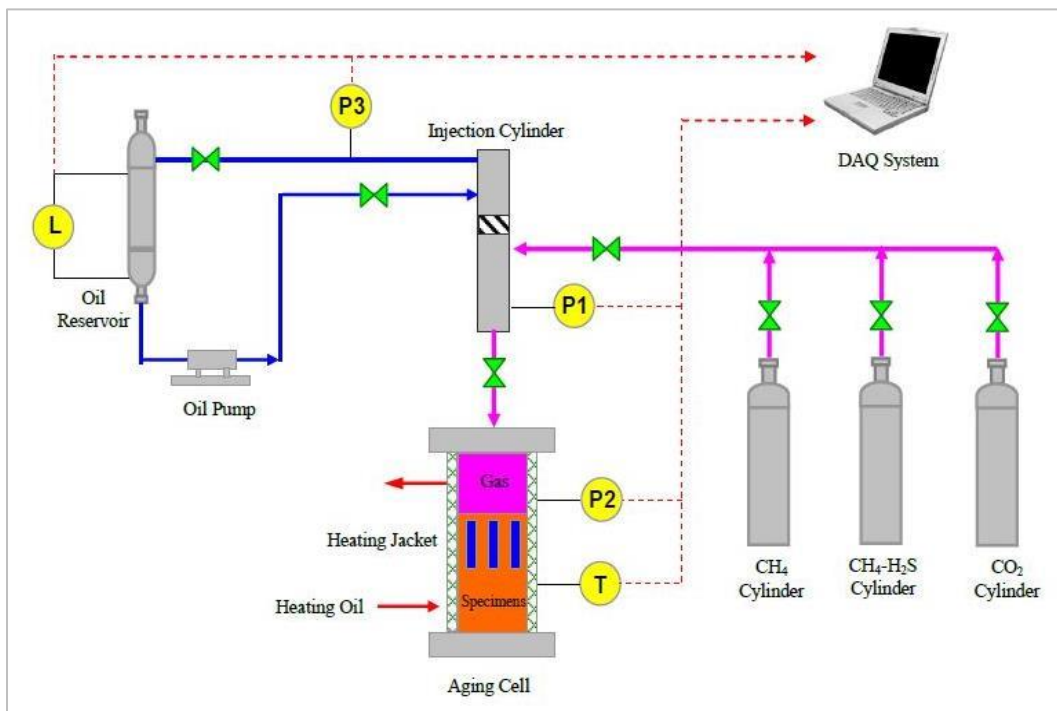 P3
Injection Cylinder
DAQ System
L
Oil
Reservoir
P1
Oil Pump
Gas
P2
Heating Jacket
CH₄
Cylinder
CH₄-H₂S
Cylinder
CO₂
Cylinder
T
Heating Oil
Specimens
Aging Cell